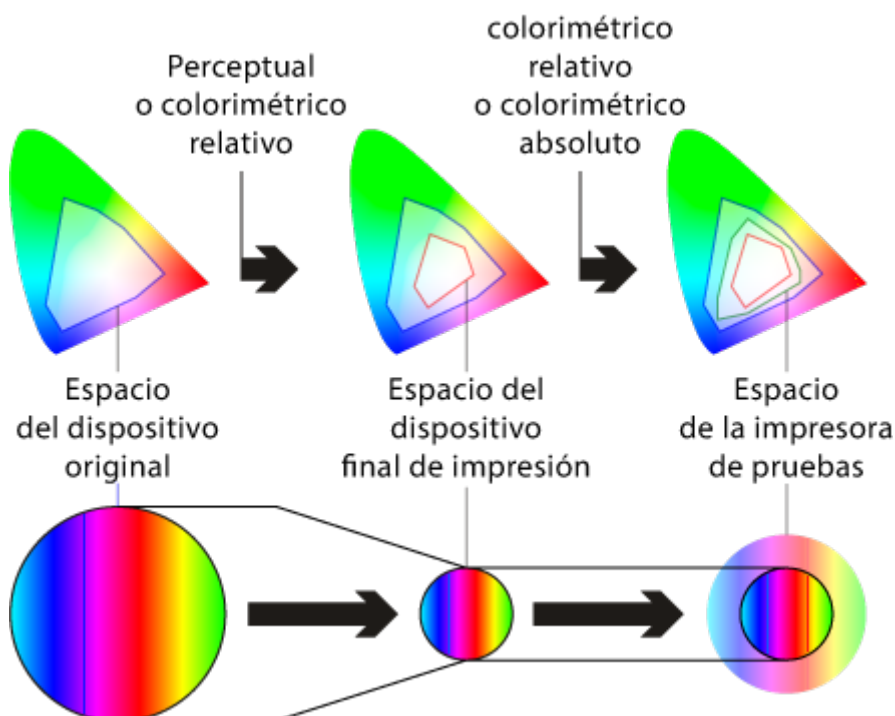 Perceptual
o colorimétrico
relativo
colorimétrico
relativo
o colorimétrico
absoluto
Espacio
del dispositivo
original
Espacio del
dispositivo
final de impresión
Espacio
de la impresora
de pruebas